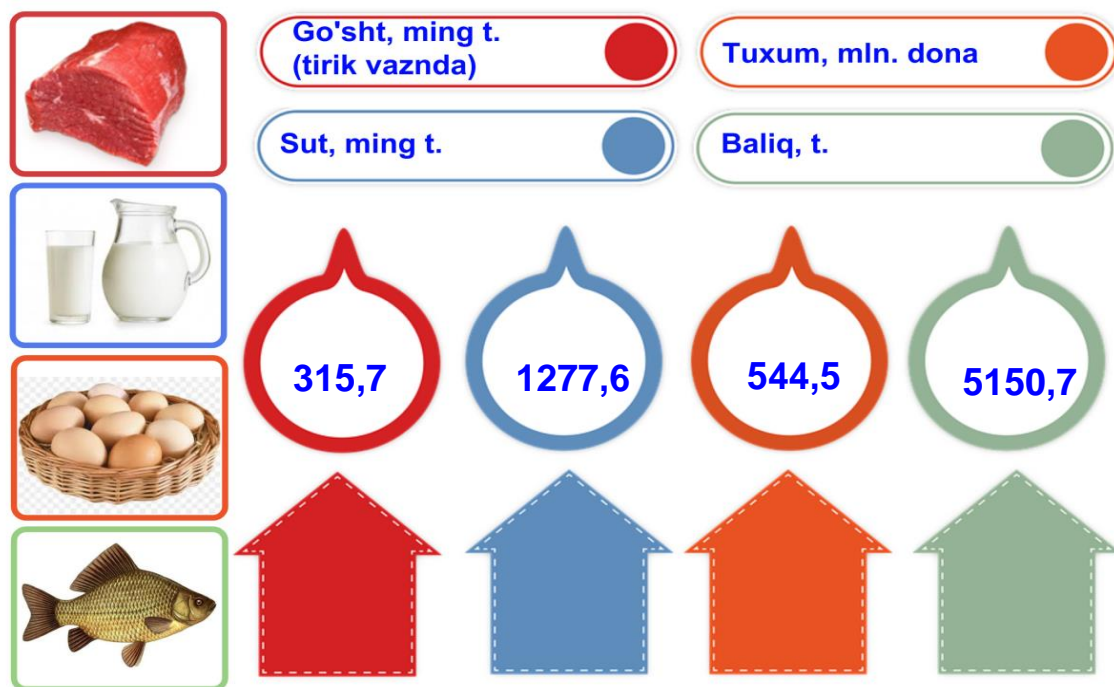 Go'sht, ming t.
(tirik vaznda)
Tuxum, mln. dona
Sut, ming t.
Baliq, t.
315,7
1277,6
544,5
5150,7